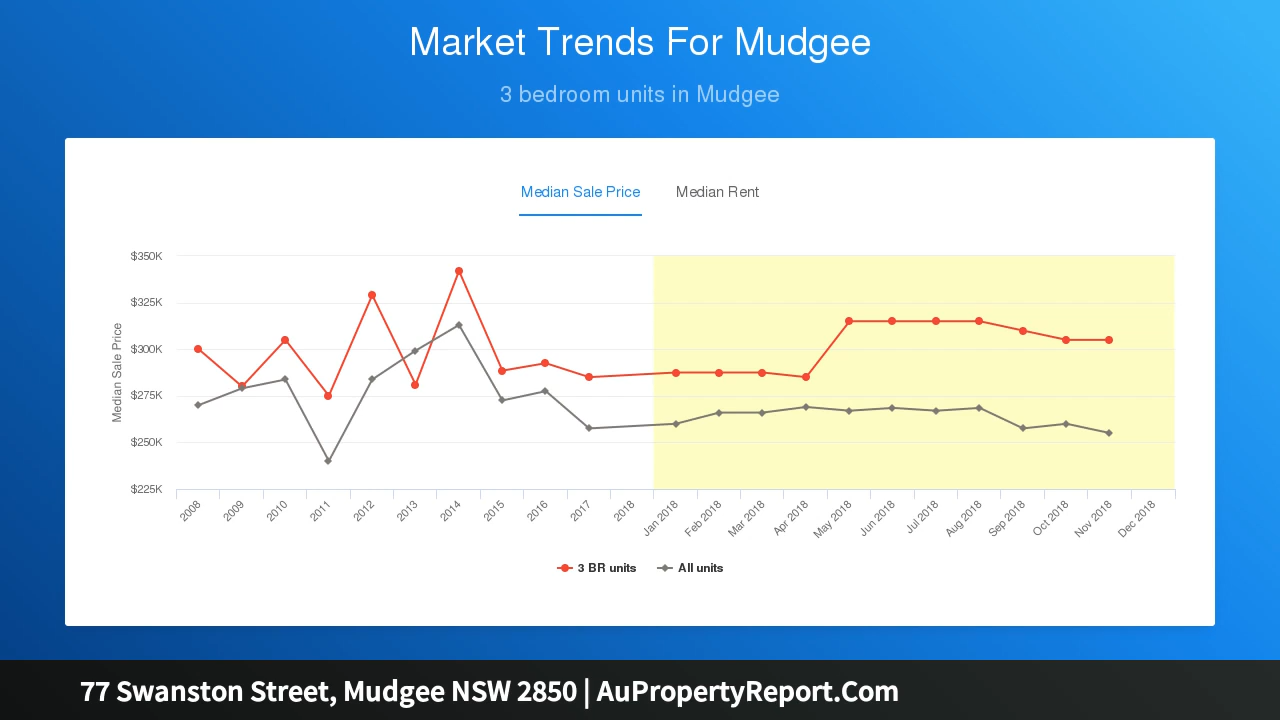 Market Trends For Mudgee
3 bedroom units in Mudgee
Median Sale Price Median Rent
$350K
$325K
$300K
$275K
$250K
$225K
Median Sale Price
2008 2009 2010 2011 2012 2013 2014 2015 2016 2017 2018 Jan 2018 Feb 2018 Mar 2018 Apr 2018 May 2018 Jun 2018 Jul 2018 Aug 2018 Sep 2018 Oct 2018 Nov 2018 Dec 2018
3 BR units All units
77 Swanston Street, Mudgee NSW 2850 | AuPropertyReport.Com